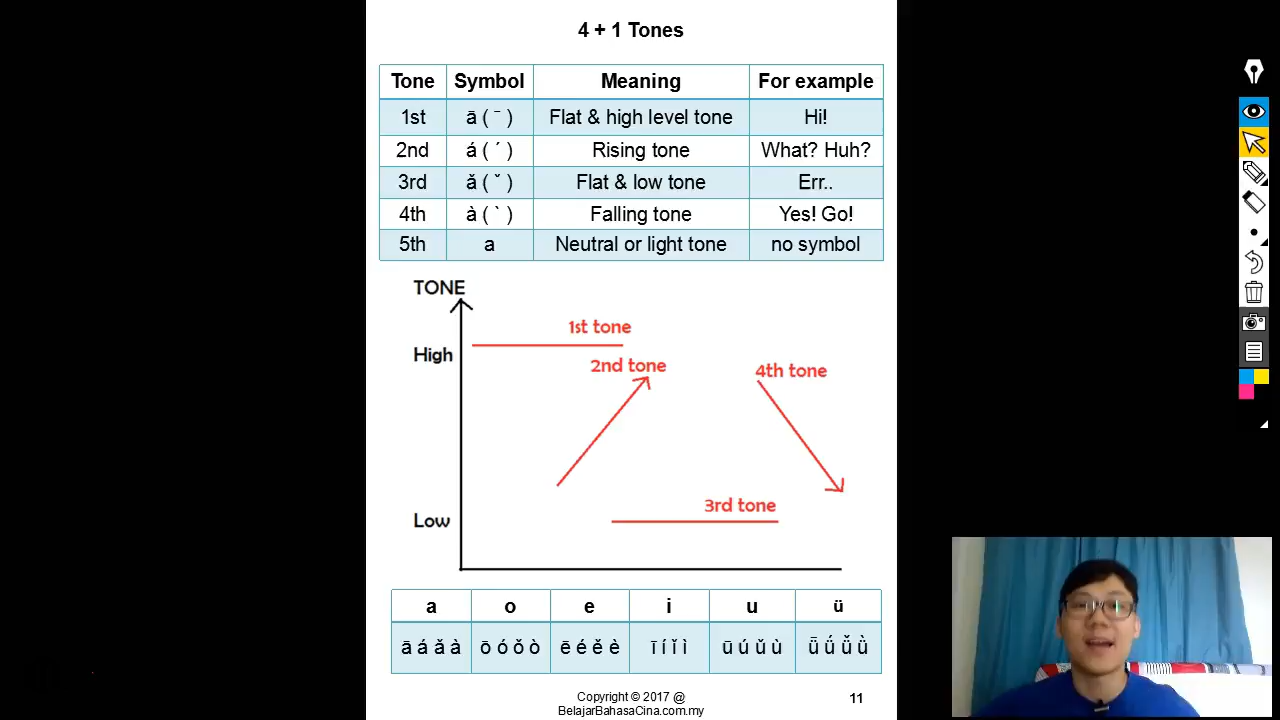 4 + 1 Tones
Tone Symbol Meaning For example
1st ā ( ˉ ) Flat & high level tone Hi!
2nd á ( ˊ ) Rising tone What? Huh?
3rd ǎ ( ˇ ) Flat & low tone Err..
4th à ( ˋ ) Falling tone Yes! Go!
5th a Neutral or light tone no symbol
TONE
1st tone
High
2nd tone
4th tone
3rd tone
Low
a o e i u ü
ā á ǎ à ō ó ǒ ò ē é ě è ī í ǐ ì ū ú ǔ ù ǖ ǘ ǚ ǜ
Copyright © 2017 @
BelajarBahasaCina.com.my
11